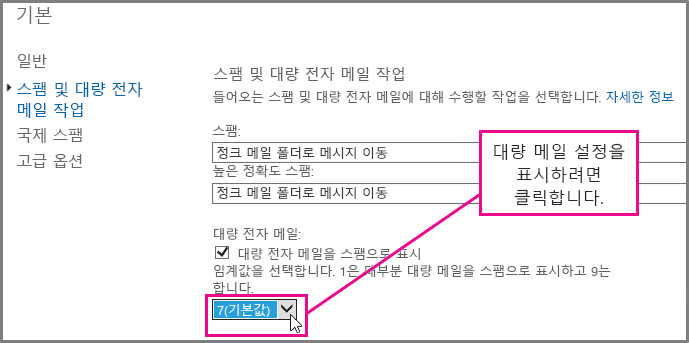 기본
일반
스팸 및 대량 전자
메일 작업
국제 스팸
고급 옵션
스팸 및 대량 전자 메일 작업
들어오는 스팸 및 대량 전자 메일에 대해 수행할 작업을 선택합니다. 자세한 정보
스팸:
정크 메일 폴더로 메시지 이동
높은 정확도 스팸:
정크 메일 폴더로 메시지 이동
대량 메일 설정을
표시하려면
클릭합니다.
대량 전자 메일:
대량 전자 메일을 스팸으로 표시
임계값을 선택합니다. 1은 대부분 대량 메일을 스팸으로 표시하고 9는
합니다.
7(기본값)